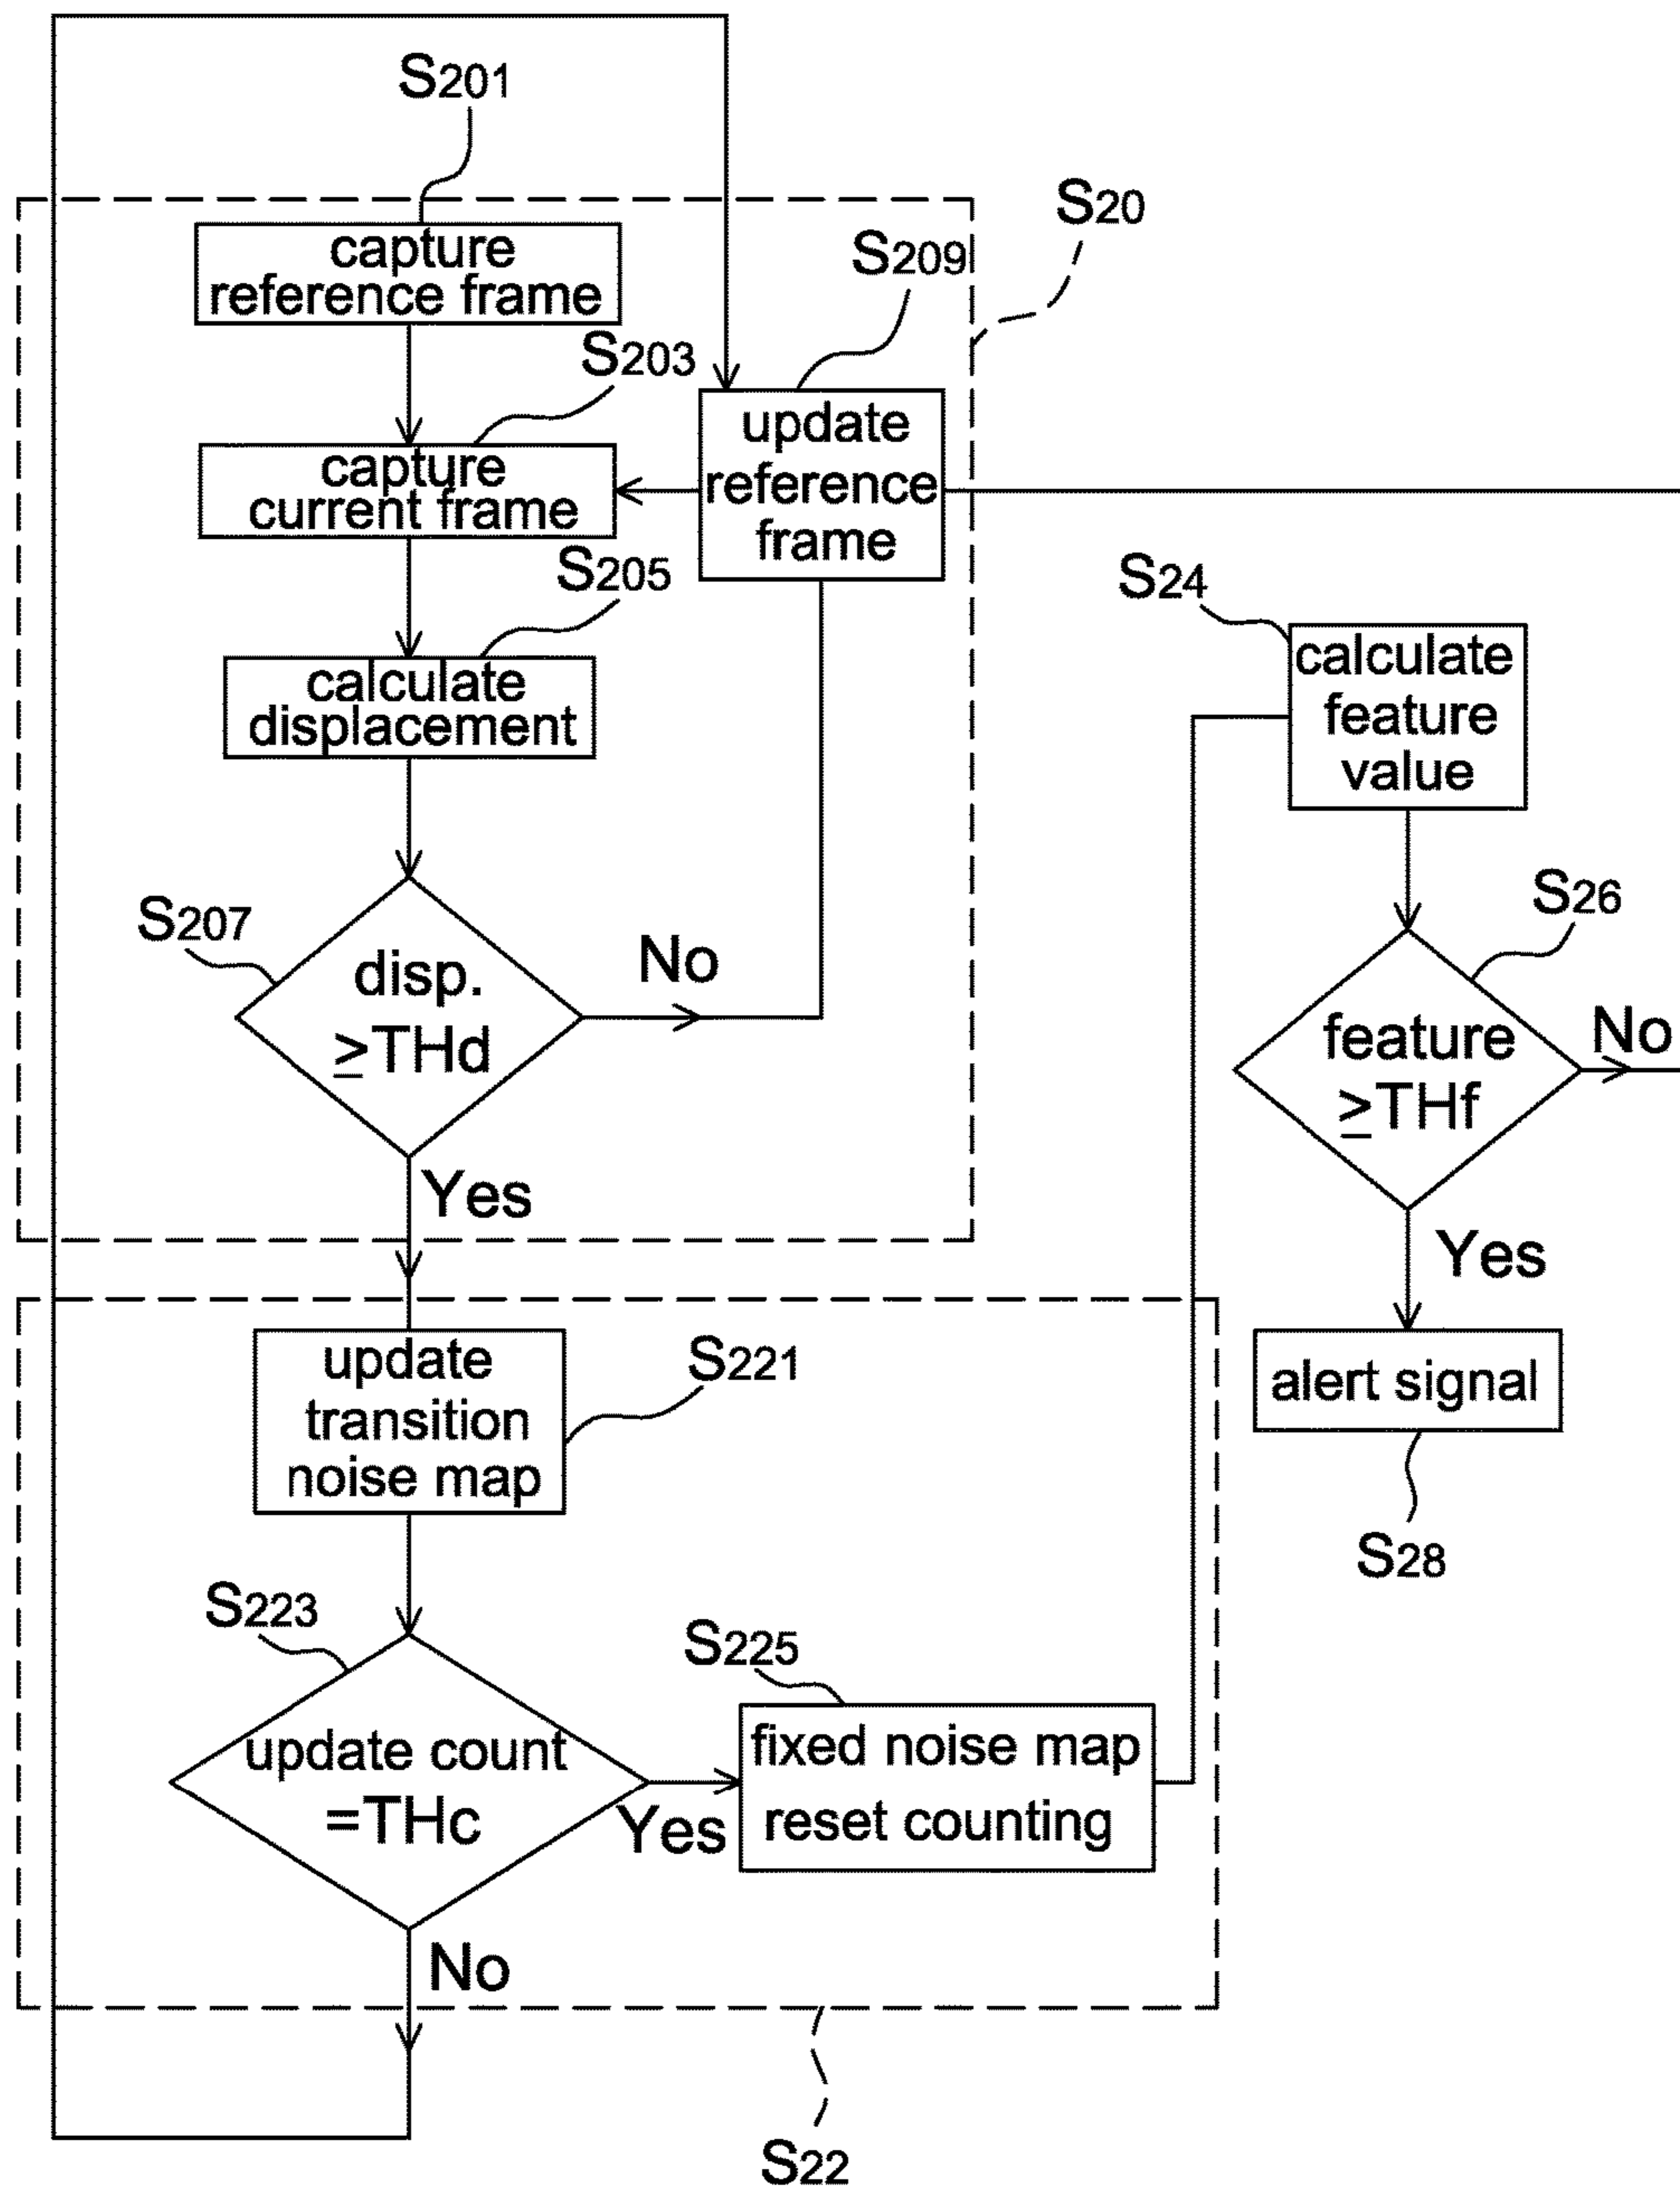 S201
capture
reference frame
S20
S209
S203
update
reference
frame
capture
current frame
S205
calculate
displacement
S24
calculate
feature
value
S207
disp.
≥THd
No
Yes
S26
feature
≥THf
No
Yes
alert signal
S28
update
transition
noise map
S221
S223
update count
=THc
Yes
No
S225
fixed noise map
reset counting
S22